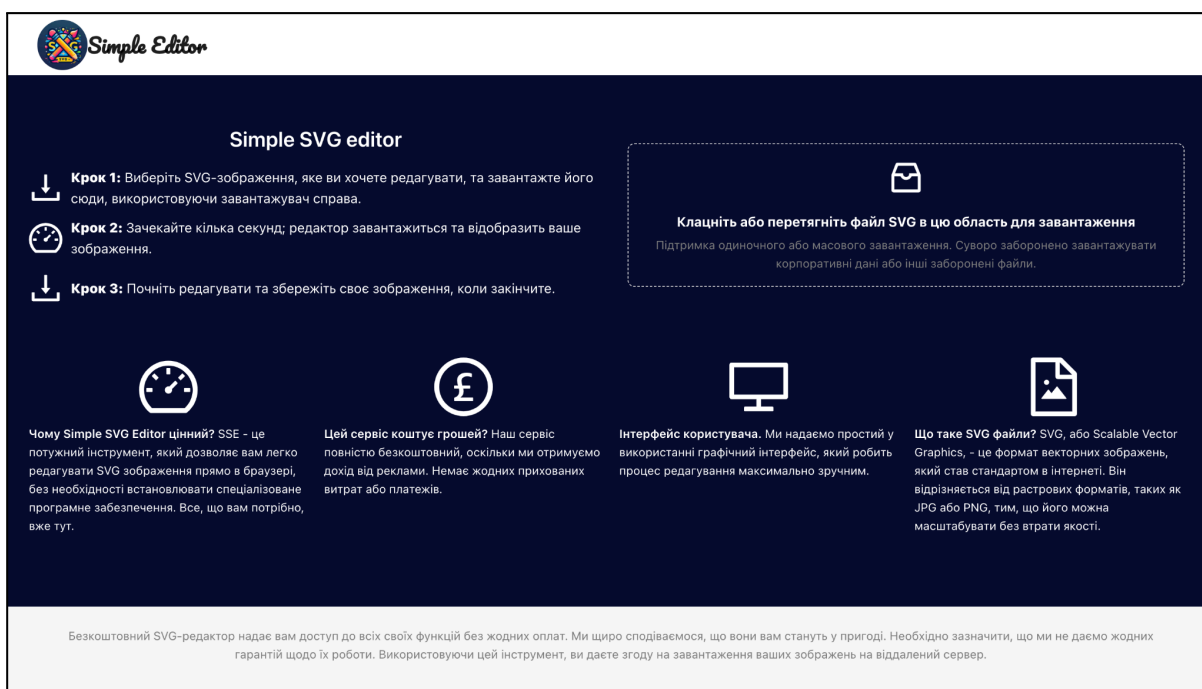 SVG
Simple Editor
Simple SVG editor
Крок 1: Виберіть SVG-зображення, яке ви хочете редагувати, та завантажте його
сюди, використовуючи завантажувач справа.
Крок 2: Зачекайте кілька секунд; редактор завантажиться та відобразить ваше
зображення.
Крок 3: Почніть редагувати та збережіть своє зображення, коли закінчите.
Клацніть або перетягніть файл SVG в цю область для завантаження
Підтримка одиночного або масового завантаження. Суворо заборонено завантажувати
корпоративні дані або інші заборонені файли.
Чому Simple SVG Editor цінний? SSE - це
потужний інструмент, який дозволяє вам легко
редагувати SVG зображення прямо в браузері,
без необхідності встановлювати спеціалізоване
програмне забезпечення. Все, що вам потрібно,
вже тут.
£
Цей сервіс коштує грошей? Наш сервіс
повністю безкоштовний, оскільки ми отримуємо
дохід від реклами. Немає жодних прихованих
витрат або платежів.
Інтерфейс користувача. Ми надаємо простий у
використанні графічний інтерфейс, який робить
процес редагування максимально зручним.
Що таке SVG файли? SVG, або Scalable Vector
Graphics, - це формат векторних зображень,
який став стандартом в інтернеті. Він
відрізняється від растрових форматів, таких як
JPG або PNG, тим, що його можна
масштабувати без втрати якості.
Безкоштовний SVG-редактор надає вам доступ до всіх своїх функцій без жодних оплат. Ми щиро сподіваємося, що вони вам стануть у пригоді. Необхідно зазначити, що ми не даємо жодних
гарантій щодо їх роботи. Використовуючи цей інструмент, ви даєте згоду на завантаження ваших зображень на віддалений сервер.